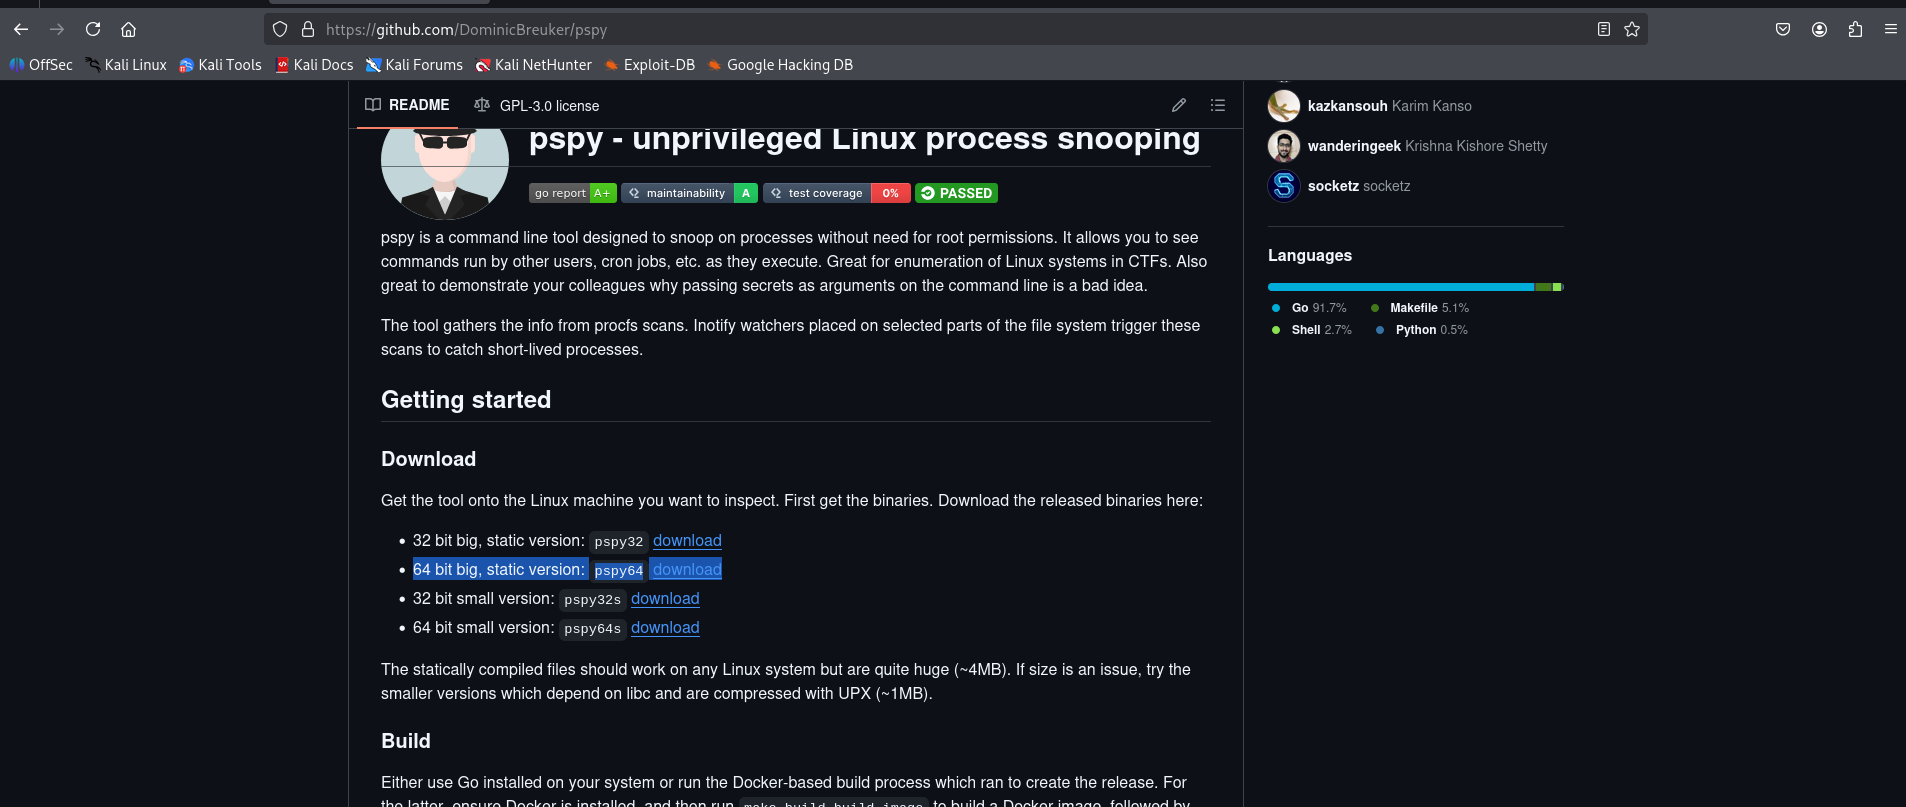 https://github.com/DominicBreuker/pspy
OffSec Kali Linux Kali Tools Kali Docs Kali Forums Kali NetHunter Exploit-DB Google Hacking DB
README GPL-3.0 license
pspy - unprivileged Linux process snooping
go report A+ maintainability A test coverage 0% PASSED
pspy is a command line tool designed to snoop on processes without need for root permissions. It allows you to see
commands run by other users, cron jobs, etc. as they execute. Great for enumeration of Linux systems in CTFs. Also
great to demonstrate your colleagues why passing secrets as arguments on the command line is a bad idea.
The tool gathers the info from procfs scans. Inotify watchers placed on selected parts of the file system trigger these
scans to catch short-lived processes.
Getting started
Download
Get the tool onto the Linux machine you want to inspect. First get the binaries. Download the released binaries here:
• 32 bit big, static version: pspy32 download
• 64 bit big, static version: pspy64 download
• 32 bit small version: pspy32s download
• 64 bit small version: pspy64s download
The statically compiled files should work on any Linux system but are quite huge (~4MB). If size is an issue, try the
smaller versions which depend on libc and are compressed with UPX (~1MB).
Build
Either use Go installed on your system or run the Docker-based build process which ran to create the release. For
the latter, ensure Docker is installed, and then run make build-build-image to build a Docker image, followed by
kazkansouh Karim Kanso
wanderingeek Krishna Kishore Shetty
socketz socketz
Languages
Go 91.7% Makefile 5.1%
Shell 2.7% Python 0.5%